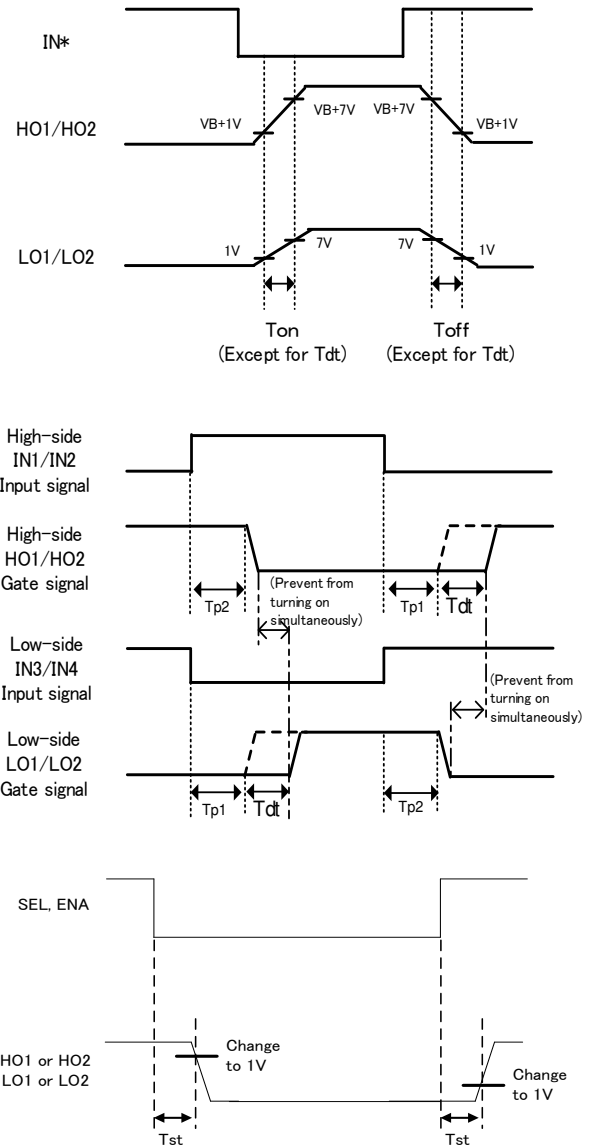 IN*
HO1/HO2
VB+1V
VB+7V
VB+7V
VB+1V
LO1/LO2
1V
7V
7V
1V
Ton
(Except for Tdt)
Toff
(Except for Tdt)
High-side
IN1/IN2
Input signal
High-side
HO1/HO2
Gate signal
Tp2
(Prevent from
turning on
simultaneously)
Tp1
Tdt
Low-side
IN3/IN4
Input signal
(Prevent from
turning on
simultaneously)
Low-side
LO1/LO2
Gate signal
Tp1
Tdt
Tp2
SEL, ENA
HO1 or HO2
LO1 or LO2
Change
to 1V
Change
to 1V
Tst
Tst